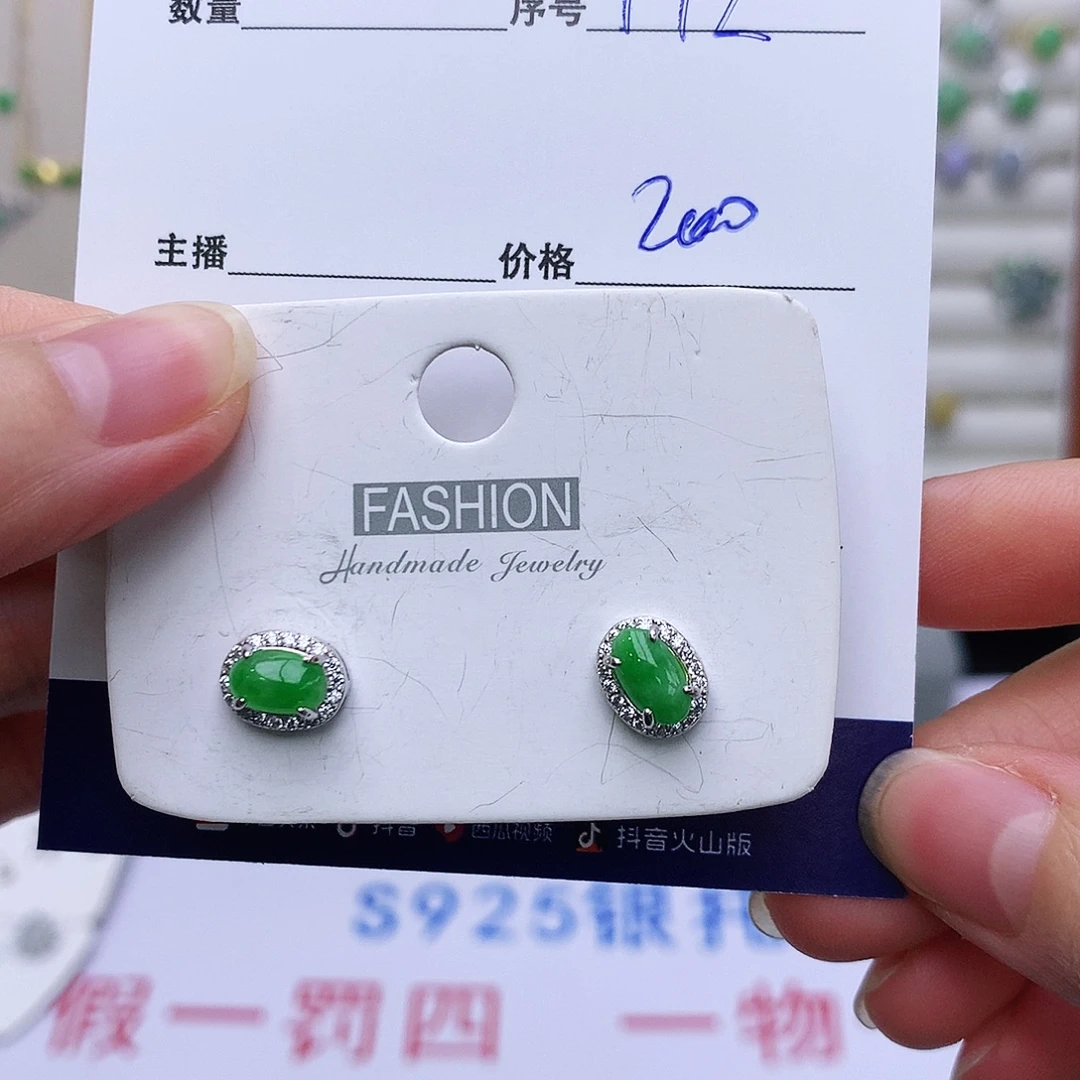 数量 序号 112
主播 价格 2000
FASHION
Handmade Jewelry
抖音 西瓜视频 抖音火山版
S925银托
假一罚四 一物